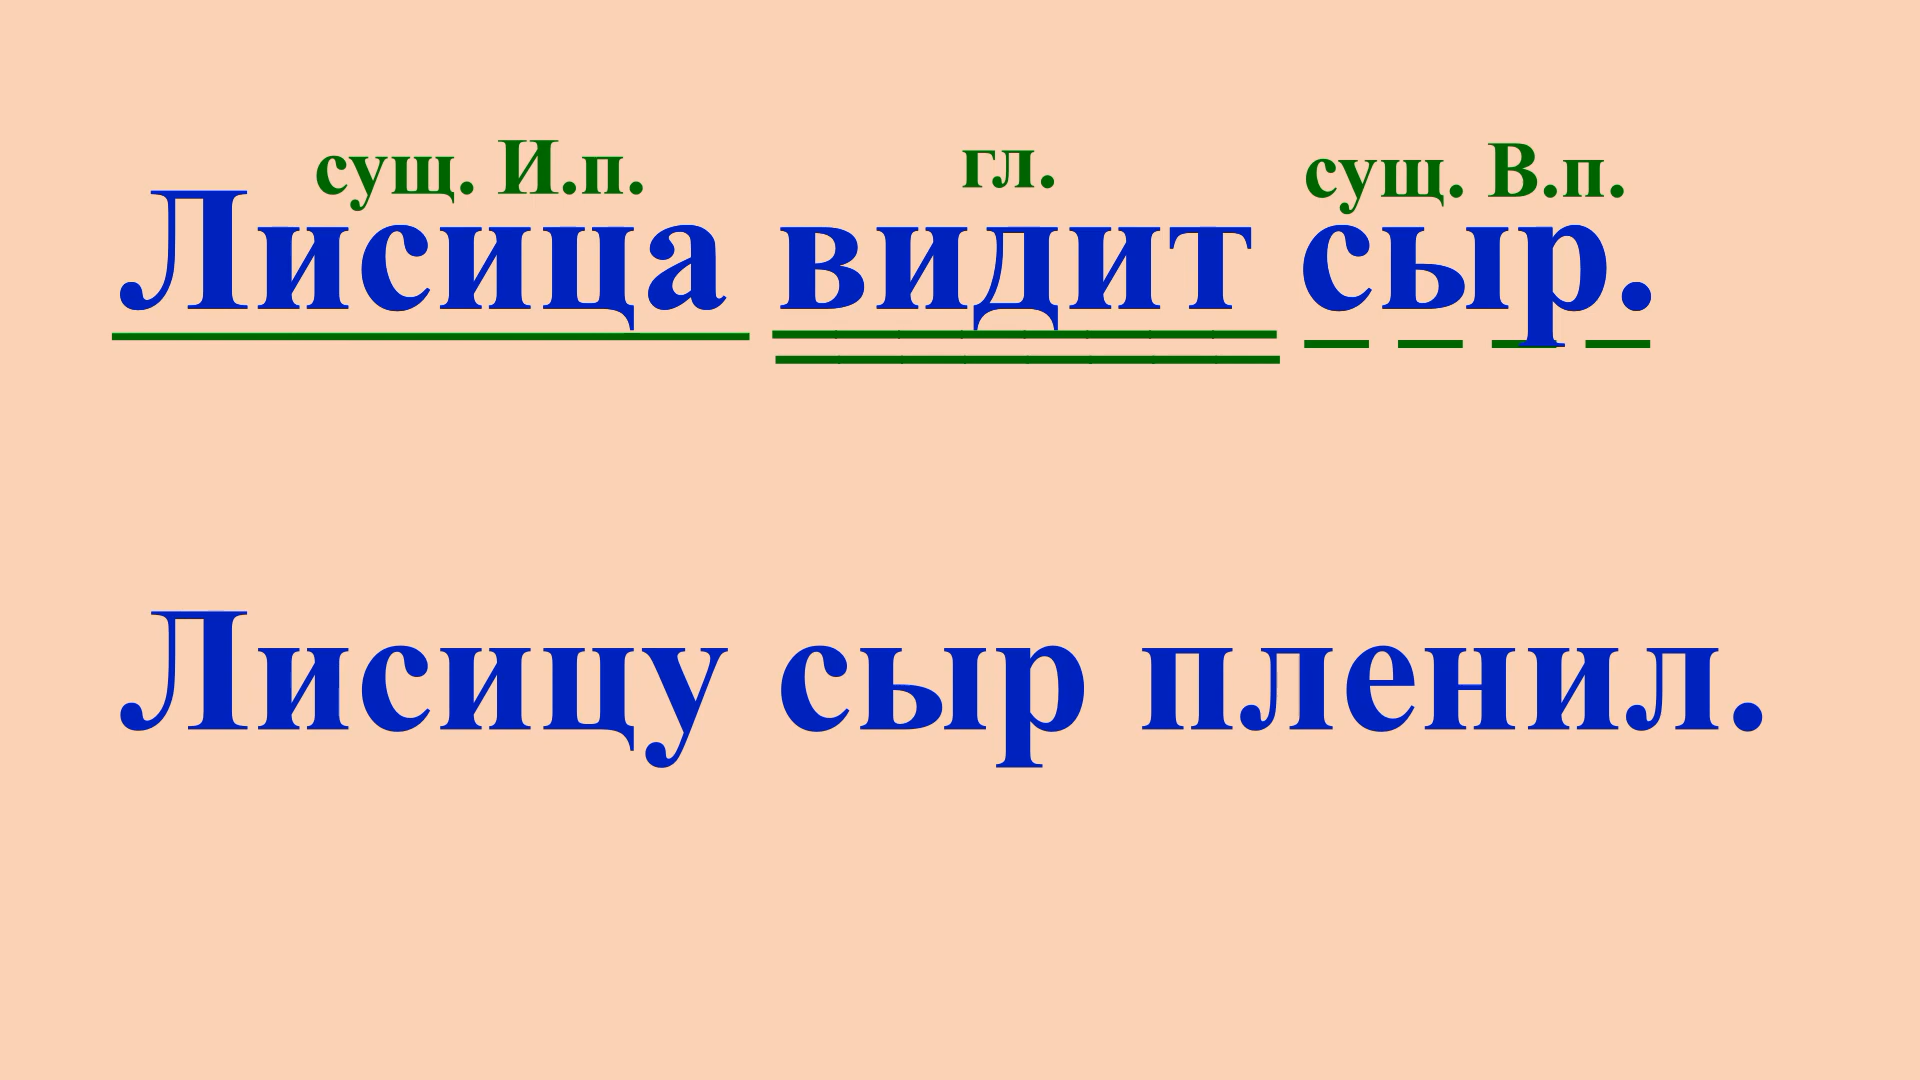 сущ. И.п. гл. сущ. В.п.
Лисица видит сыр.
Лисицу сыр пленил.